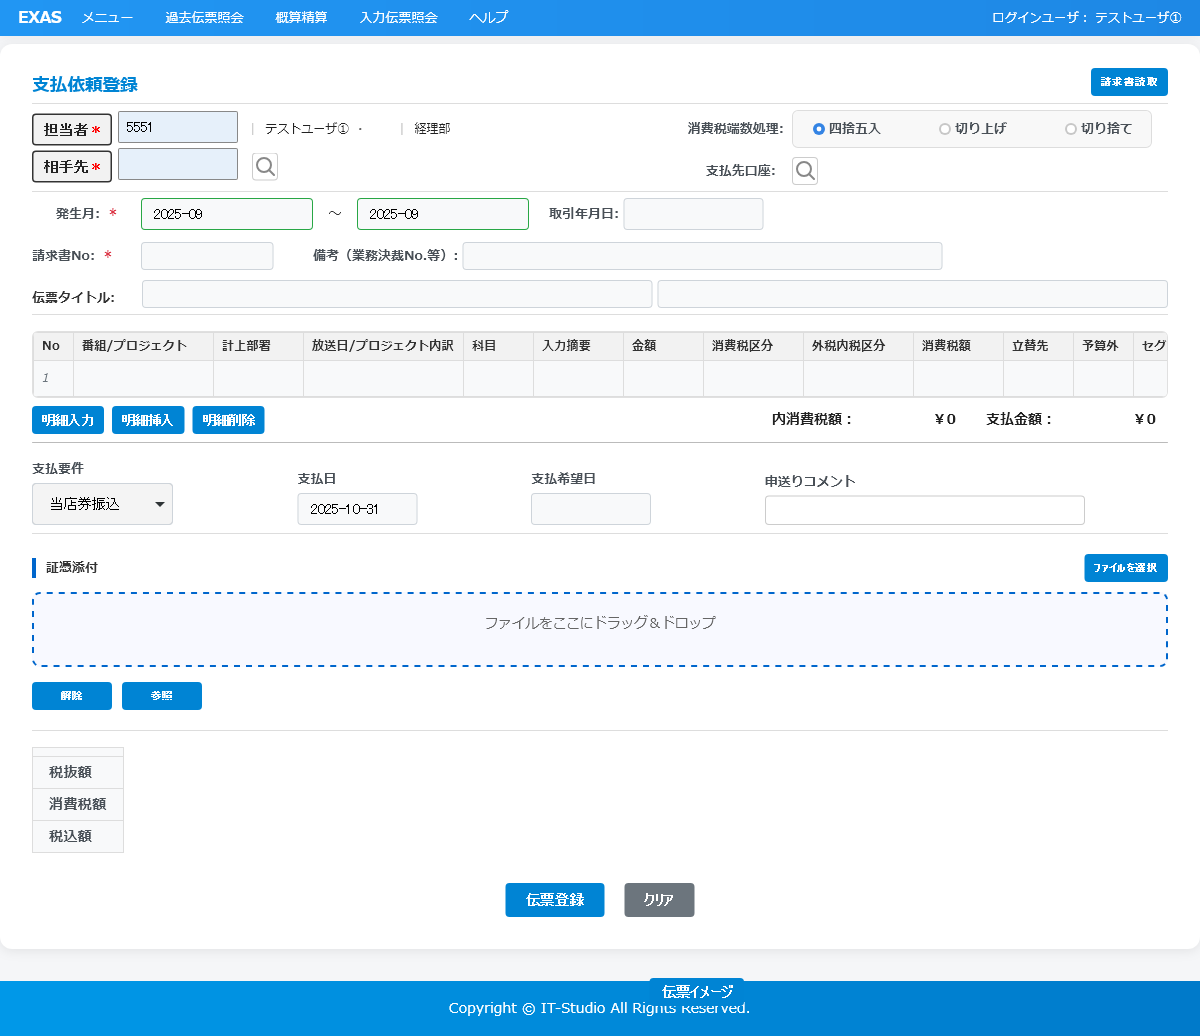 EXAS メニュー 過去伝票照会 概算精算 入力伝票照会 ヘルプ ログインユーザ： テストユーザ①
支払依頼登録 請求書読取
担当者* 5551 | テストユーザ① ・ | 経理部 消費税端数処理: 四捨五入 切り上げ 切り捨て
相手先* 支払先口座:
発生月: * 2025-09 ～ 2025-09 取引年月日:
請求書No: * 備考（業務決裁No.等）:
伝票タイトル:
No 番組/プロジェクト 計上部署 放送日/プロジェクト内訳 科目 入力摘要 金額 消費税区分 外税内税区分 消費税額 立替先 予算外 セグ
1
明細入力 明細挿入 明細削除 内消費税額： ¥0 支払金額： ¥0
支払要件 支払日 支払希望日 申送りコメント
当店券振込 2025-10-31
証憑添付 ファイルを選択
ファイルをここにドラッグ＆ドロップ
解除 参照
税抜額
消費税額
税込額
伝票登録 クリア
伝票イメージ
Copyright © IT-Studio All Rights Reserved.